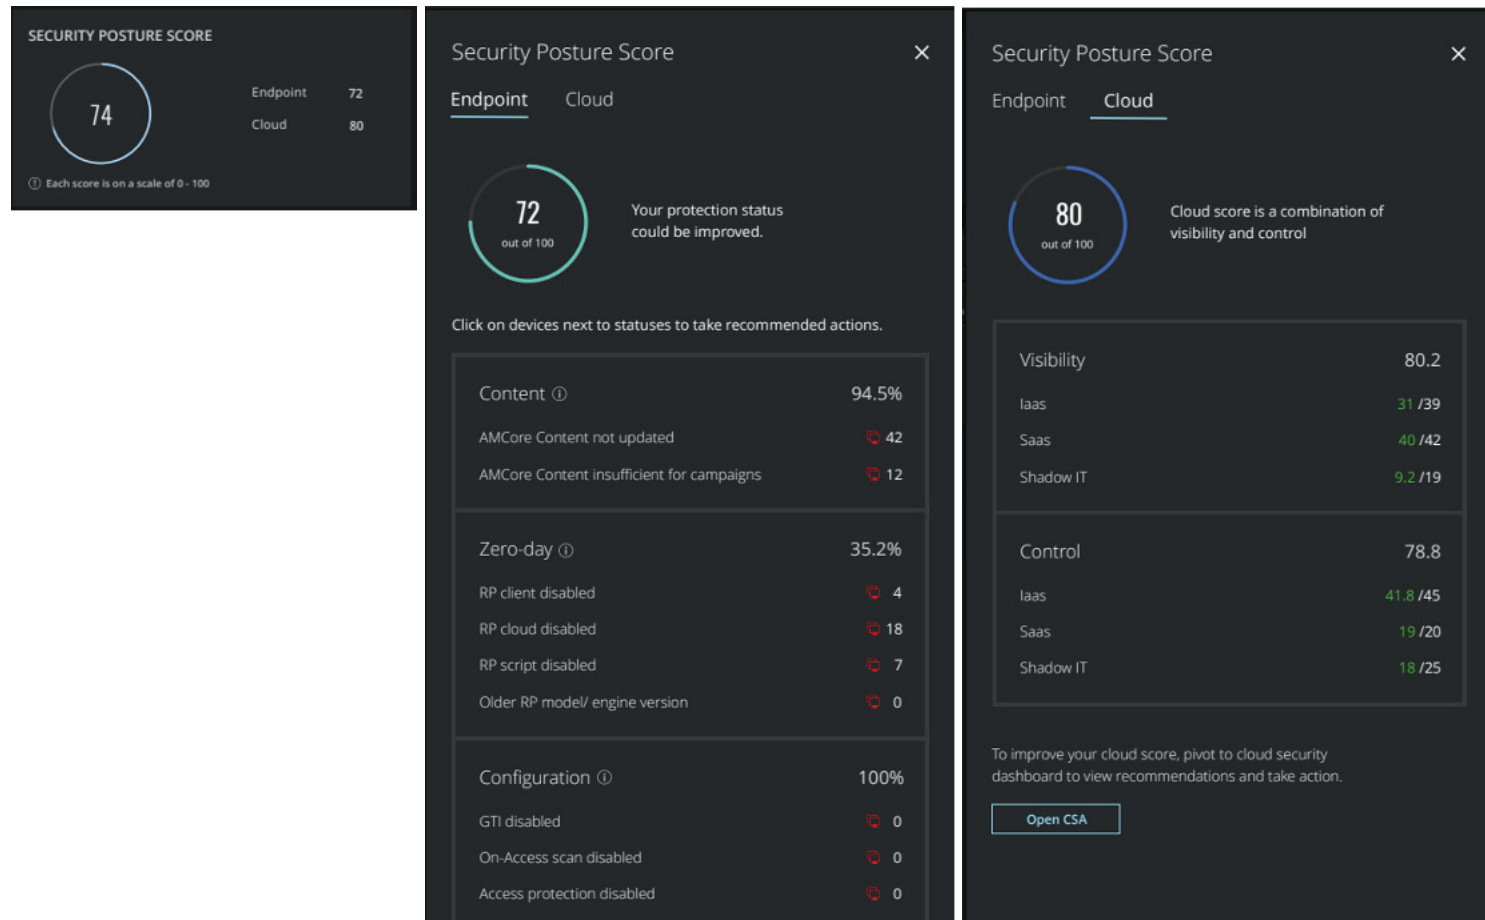 SECURITY POSTURE SCORE
74
Endpoint 72
Cloud 80
Each score is on a scale of 0 - 100
Security Posture Score
Endpoint Cloud
72
out of 100
Your protection status
could be improved.
Click on devices next to statuses to take recommended actions.
Content 94.5%
AMCore Content not updated 42
AMCore Content insufficient for campaigns 12
Zero-day 35.2%
RP client disabled 4
RP cloud disabled 18
RP script disabled 7
Older RP model/ engine version 0
Configuration 100%
GTI disabled 0
On-Access scan disabled 0
Access protection disabled 0
Security Posture Score
Endpoint Cloud
80
out of 100
Cloud score is a combination of
visibility and control
Visibility 80.2
Iaas 31 /39
Saas 40 /42
Shadow IT 9.2 /19
Control 78.8
Iaas 41.8 /45
Saas 19 /20
Shadow IT 18 /25
To improve your cloud score, pivot to cloud security
dashboard to view recommendations and take action.
Open CSA